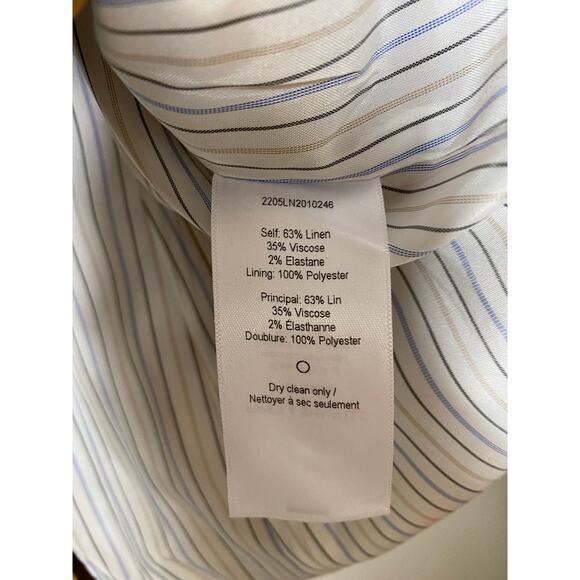 2205LN2010246
Self: 63% Linen
35% Viscose
2% Elastane
Lining: 100% Polyester
Principal: 63% Lin
35% Viscose
2% Élasthanne
Doublure: 100% Polyester
Dry clean only /
Nettoyer à sec seulement